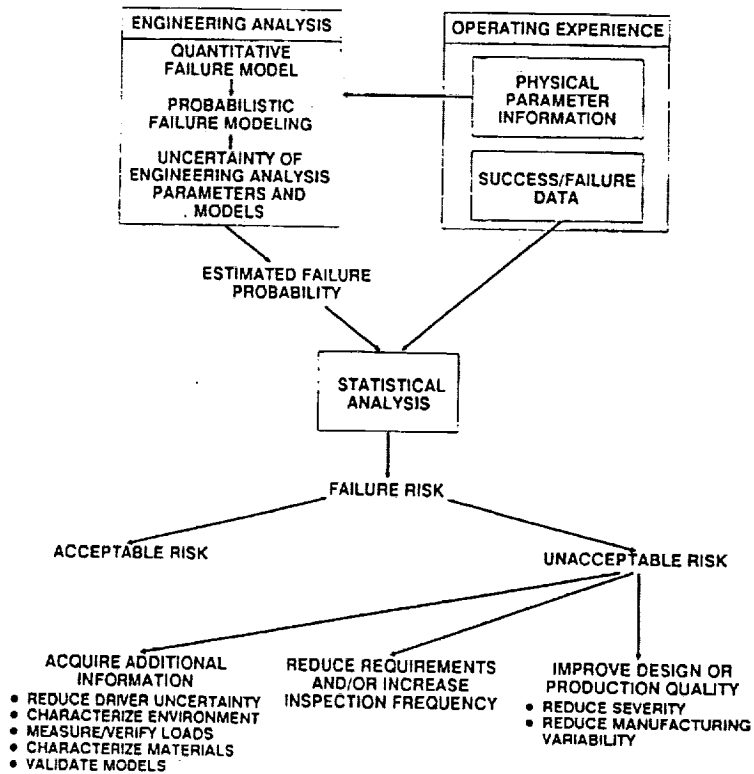 ENGINEERING ANALYSIS
QUANTITATIVE
FAILURE MODEL
PROBABILISTIC
FAILURE MODELING
UNCERTAINTY OF
ENGINEERING ANALYSIS
PARAMETERS AND
MODELS
OPERATING EXPERIENCE
PHYSICAL
PARAMETER
INFORMATION
SUCCESS/FAILURE
DATA
ESTIMATED FAILURE
PROBABILITY
STATISTICAL
ANALYSIS
FAILURE RISK
ACCEPTABLE RISK
UNACCEPTABLE RISK
ACQUIRE ADDITIONAL
INFORMATION
• REDUCE DRIVER UNCERTAINTY
• CHARACTERIZE ENVIRONMENT
• MEASURE/VERIFY LOADS
• CHARACTERIZE MATERIALS
• VALIDATE MODELS
REDUCE REQUIREMENTS
AND/OR INCREASE
INSPECTION FREQUENCY
IMPROVE DESIGN OR
PRODUCTION QUALITY
• REDUCE SEVERITY
• REDUCE MANUFACTURING
VARIABILITY